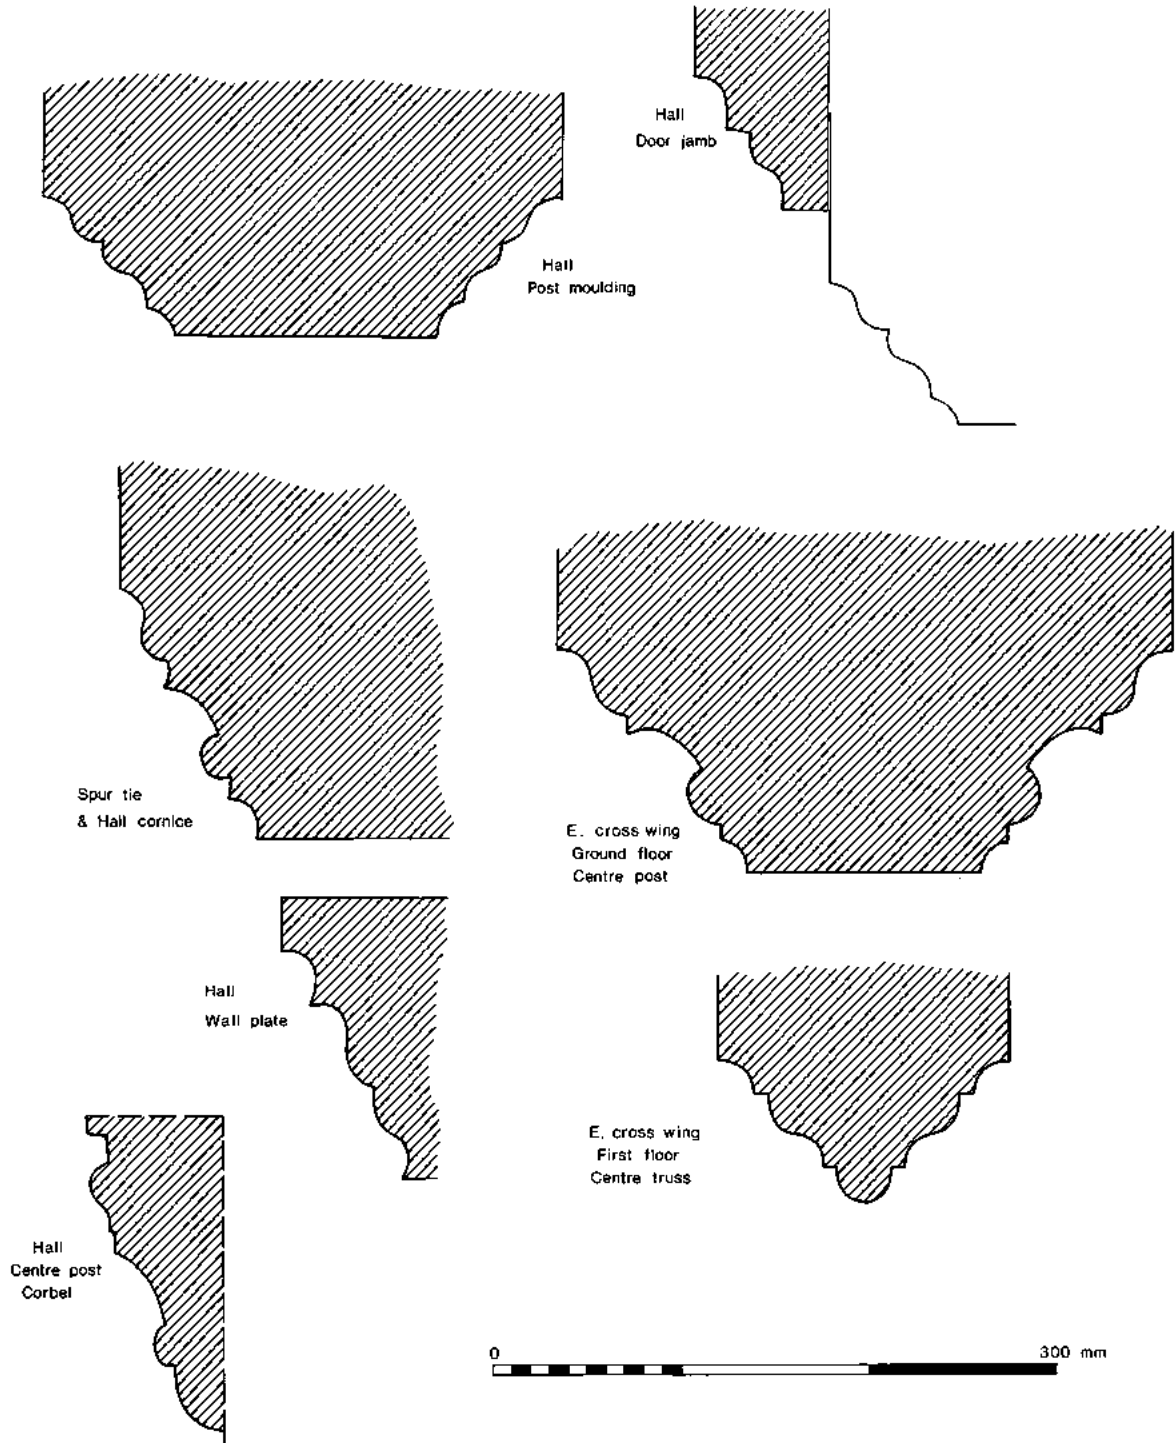 Hall
Door jamb
Hall
Post moulding
Spur tie
& Hall cornice
E. cross wing
Ground floor
Centre post
Hall
Wall plate
E. cross wing
First floor
Centre truss
Hall
Centre post
Corbel
0 300 mm